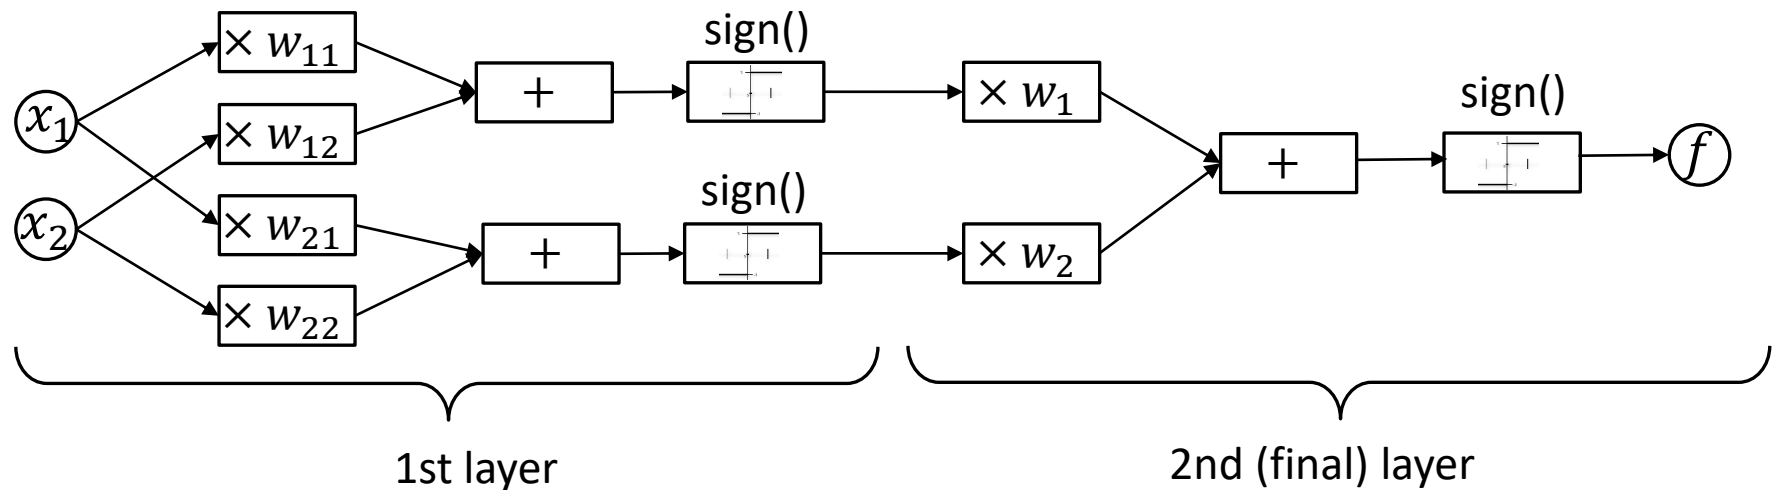 sign()
× w₁₁
+
× w₁
sign()
x₁
× w₁₂
+
f
sign()
x₂
× w₂₁
+
× w₂
× w₂₂
1st layer
2nd (final) layer